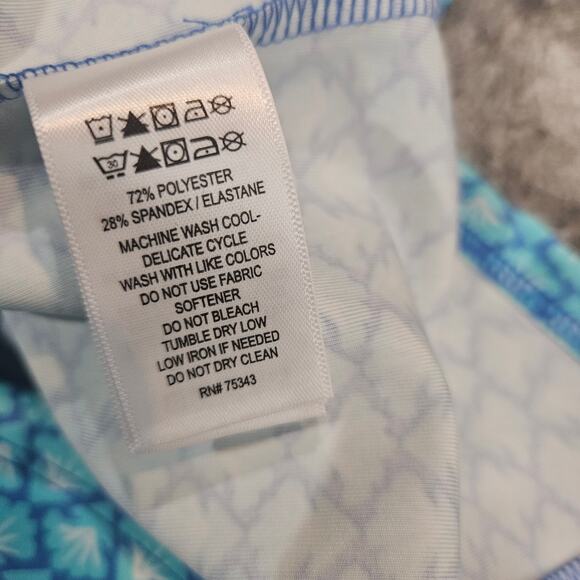 30
72% POLYESTER
28% SPANDEX / ELASTANE
MACHINE WASH COOL-
DELICATE CYCLE
WASH WITH LIKE COLORS
DO NOT USE FABRIC
SOFTENER
DO NOT BLEACH
TUMBLE DRY LOW
LOW IRON IF NEEDED
DO NOT DRY CLEAN
RN# 75343